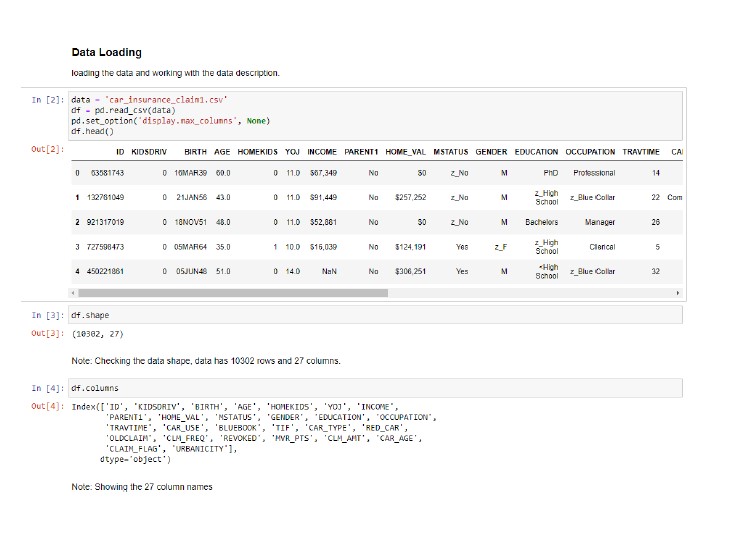 Data Loading
loading the data and working with the data description.
In [2]: data = 'car_insurance_claim1.csv'
df = pd.read_csv(data)
pd.set_option('display.max_columns', None)
df.head()
Out[2]:
ID KIDSDRIV BIRTH AGE HOMEKIDS YOJ INCOME PARENT1 HOME_VAL MSTATUS GENDER EDUCATION OCCUPATION TRAVTIME CA
0 63581743 0 16MAR39 60.0 0 11.0 $67,349 No $0 z_No M PhD Professional 14
1 132761049 0 21JAN56 43.0 0 11.0 $91,449 No $257,252 z_No M z_High School z_Blue Collar 22 Com
2 921317019 0 18NOV51 48.0 0 11.0 $52,881 No $0 z_No M Bachelors Manager 26
3 727598473 0 05MAR64 35.0 1 10.0 $16,039 No $124,191 Yes z_F z_High School Clerical 5
4 450221861 0 05JUN48 51.0 0 14.0 NaN No $306,251 Yes M <High School z_Blue Collar 32
In [3]: df.shape
Out[3]: (10302, 27)
Note: Checking the data shape, data has 10302 rows and 27 columns.
In [4]: df.columns
Out[4]: Index(['ID', 'KIDSDRIV', 'BIRTH', 'AGE', 'HOMEKIDS', 'YOJ', 'INCOME',
'PARENT1', 'HOME_VAL', 'MSTATUS', 'GENDER', 'EDUCATION', 'OCCUPATION',
'TRAVTIME', 'CAR_USE', 'BLUEBOOK', 'TIF', 'CAR_TYPE', 'RED_CAR',
'OLDCLAIM', 'CLM_FREQ', 'REVOKED', 'MVR_PTS', 'CLM_AMT', 'CAR_AGE',
'CLAIM_FLAG', 'URBANICITY'],
dtype='object')
Note: Showing the 27 column names